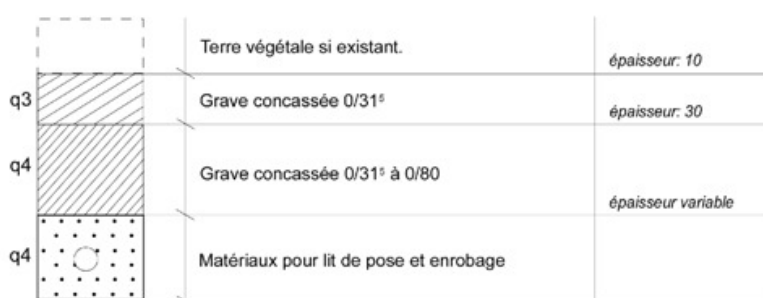 Terre végétale si existant.
épaisseur: 10
q3
Grave concassée 0/31⁵
épaisseur: 30
q4
Grave concassée 0/31⁵ à 0/80
épaisseur variable
q4
Matériaux pour lit de pose et enrobage